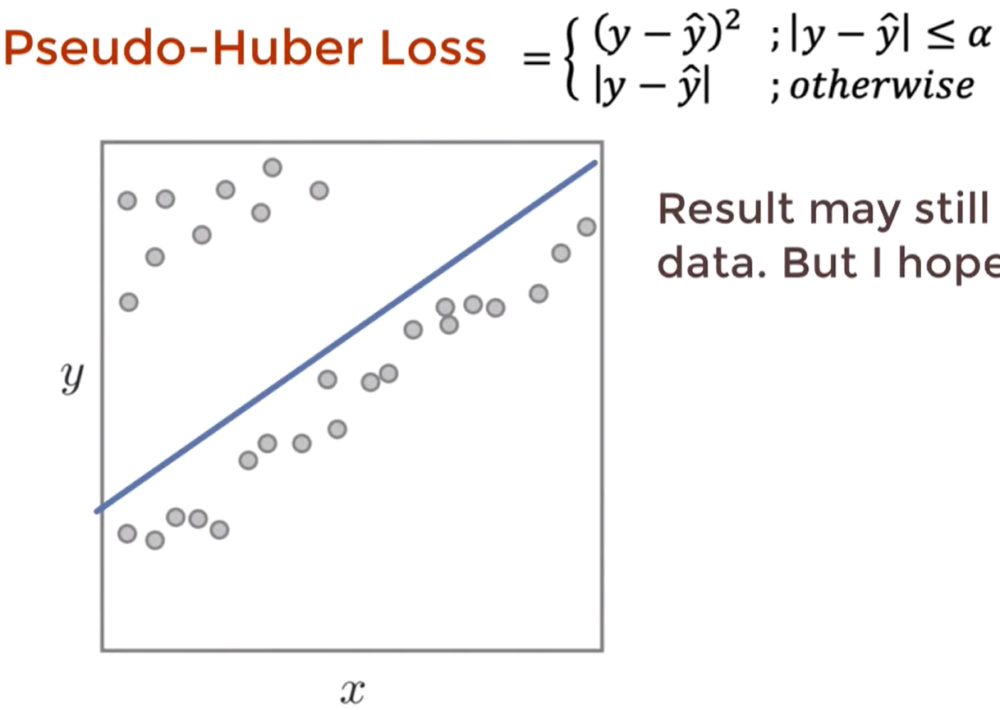 Pseudo-Huber Loss = { (y − ŷ)² ; |y − ŷ| ≤ α
|y − ŷ| ; otherwise
Result may still
data. But I hope
y
x